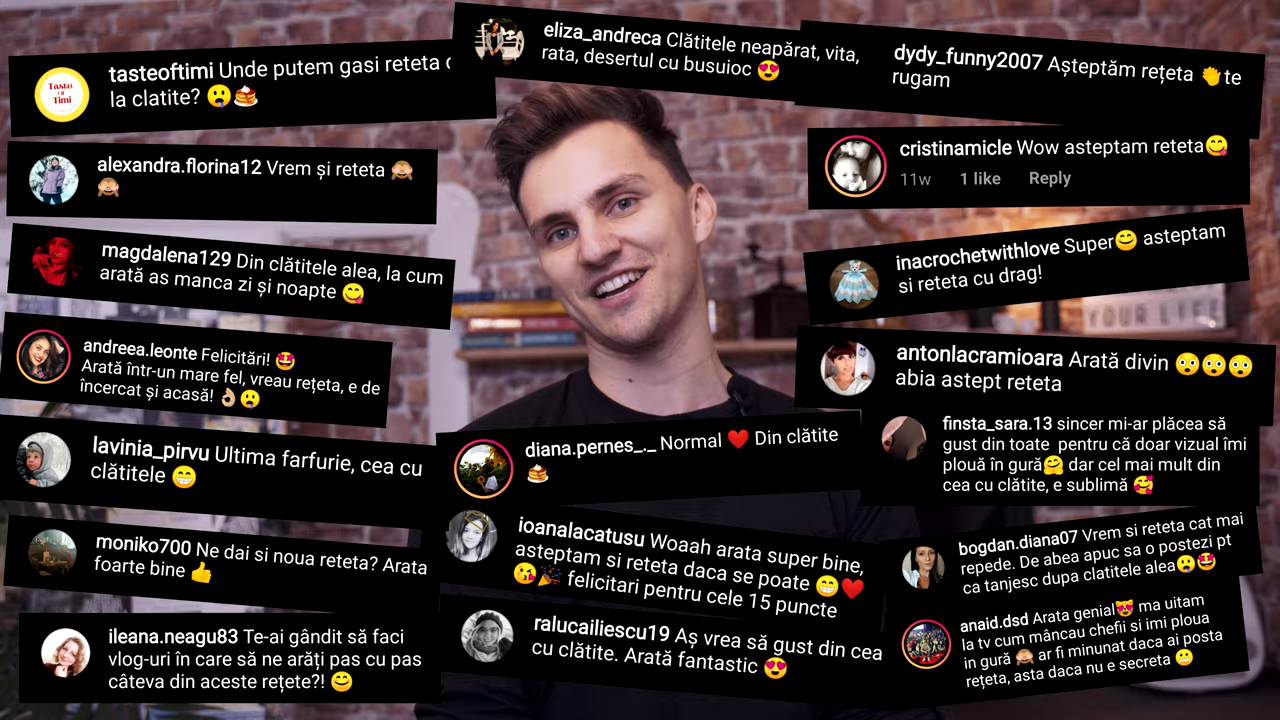 tasteoftimi Unde putem gasi reteta
la clatite? 😮🥞
Taste
of
Timi
alexandra.florina12 Vrem și reteta 🙈
🙈
magdalena129 Din clătitele alea, la cum
arată as manca zi și noapte 😋
andreea.leonte Felicitări! 🤩
Arată într-un mare fel, vreau rețeta, e de
încercat și acasă! 👌🏼😮
lavinia_pirvu Ultima farfurie, cea cu
clătitele 😁
moniko700 Ne dai si noua reteta? Arata
foarte bine 👍
ileana.neagu83 Te-ai gândit să faci
vlog-uri în care să ne arăți pas cu pas
câteva din aceste rețete?! 😊
eliza_andreca Clătitele neapărat, vita,
rata, desertul cu busuioc 😍
diana.pernes_._ Normal ❤️ Din clătite
🥞
ioanalacatusu Woaah arata super bine,
asteptam si reteta daca se poate 😁❤️
😘🎉 felicitari pentru cele 15 puncte
ralucailiescu19 Aș vrea să gust din cea
cu clătite. Arată fantastic 😍
dydy_funny2007 Așteptăm rețeta 👏 te
rugam
cristinamicle Wow asteptam reteta😋
11w 1 like Reply
inacrochetwithlove Super😊 asteptam
si reteta cu drag!
YOUR LIFE
antonlacramioara Arată divin 😲😲😲
abia astept reteta
finsta_sara.13 sincer mi-ar plăcea să
gust din toate pentru că doar vizual îmi
plouă în gură🤗 dar cel mai mult din
cea cu clătite, e sublimă 🥰
bogdan.diana07 Vrem si reteta cat mai
repede. De abea apuc sa o postezi pt
ca tanjesc dupa clatitele alea😮🤩
anaid.dsd Arata genial😻 ma uitam
la tv cum mâncau chefii si imi ploua
in gură 🙈 ar fi minunat daca ai posta
rețeta, asta daca nu e secreta 😬